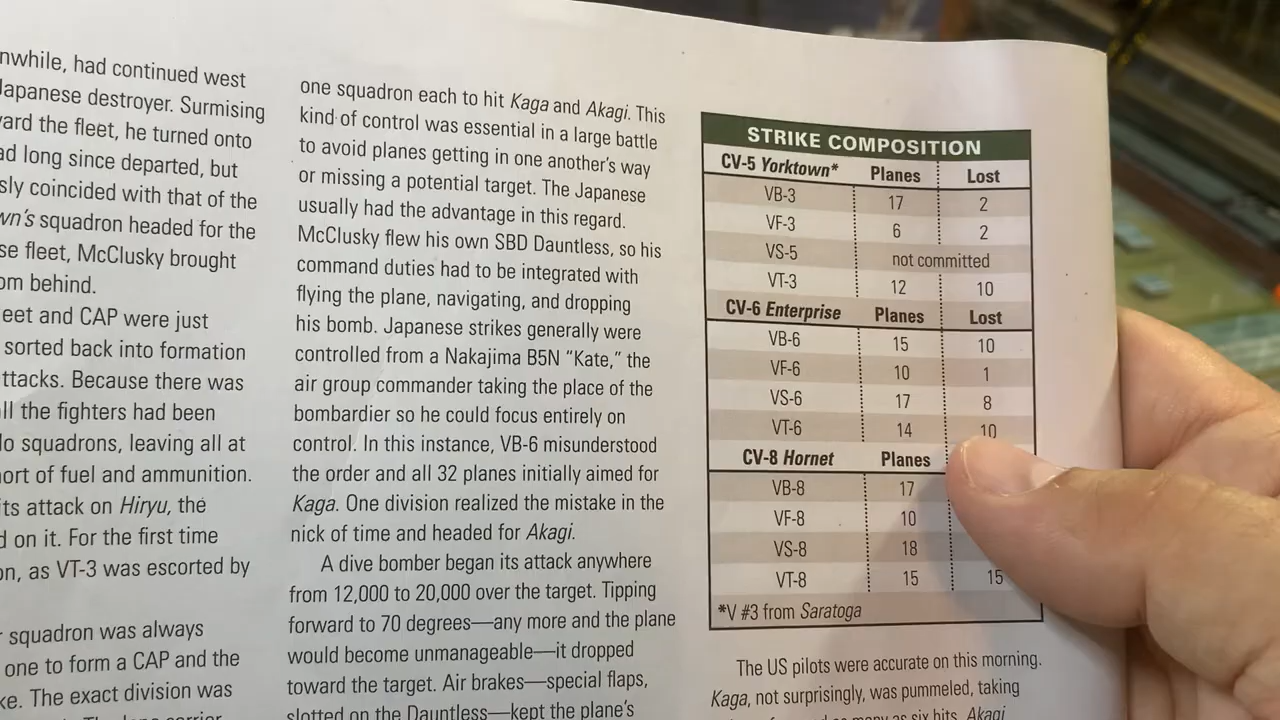 nwhile, had continued west
Japanese destroyer. Surmising
ard the fleet, he turned onto
ad long since departed, but
sly coincided with that of the
wn's squadron headed for the
se fleet, McClusky brought
om behind.
eet and CAP were just
sorted back into formation
ttacks. Because there was
ll the fighters had been
do squadrons, leaving all at
ort of fuel and ammunition.
its attack on Hiryu, the
d on it. For the first time
on, as VT-3 was escorted by
squadron was always
one to form a CAP and the
ke. The exact division was
one squadron each to hit Kaga and Akagi. This
kind of control was essential in a large battle
to avoid planes getting in one another's way
or missing a potential target. The Japanese
usually had the advantage in this regard.
McClusky flew his own SBD Dauntless, so his
command duties had to be integrated with
flying the plane, navigating, and dropping
his bomb. Japanese strikes generally were
controlled from a Nakajima B5N "Kate," the
air group commander taking the place of the
bombardier so he could focus entirely on
control. In this instance, VB-6 misunderstood
the order and all 32 planes initially aimed for
Kaga. One division realized the mistake in the
nick of time and headed for Akagi.
A dive bomber began its attack anywhere
from 12,000 to 20,000 over the target. Tipping
forward to 70 degrees—any more and the plane
would become unmanageable—it dropped
toward the target. Air brakes—special flaps,
slotted on the Dauntless—kept the plane's
STRIKE COMPOSITION
CV-5 Yorktown* Planes Lost
VB-3 17 2
VF-3 6 2
VS-5 not committed
VT-3 12 10
CV-6 Enterprise Planes Lost
VB-6 15 10
VF-6 10 1
VS-6 17 8
VT-6 14 10
CV-8 Hornet Planes
VB-8 17
VF-8 10
VS-8 18
VT-8 15 15
*V #3 from Saratoga
The US pilots were accurate on this morning.
Kaga, not surprisingly, was pummeled, taking
as six hits. Akagi